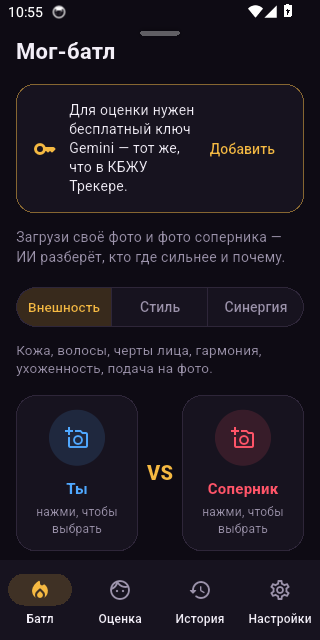 10:55
Мог-батл
Для оценки нужен
бесплатный ключ
Gemini — тот же,
что в КБЖУ
Трекере.
Добавить
Загрузи своё фото и фото соперника —
ИИ разберёт, кто где сильнее и почему.
Внешность Стиль Синергия
Кожа, волосы, черты лица, гармония,
ухоженность, подача на фото.
VS
Ты Соперник
нажми, чтобы нажми, чтобы
выбрать выбрать
Батл Оценка История Настройки